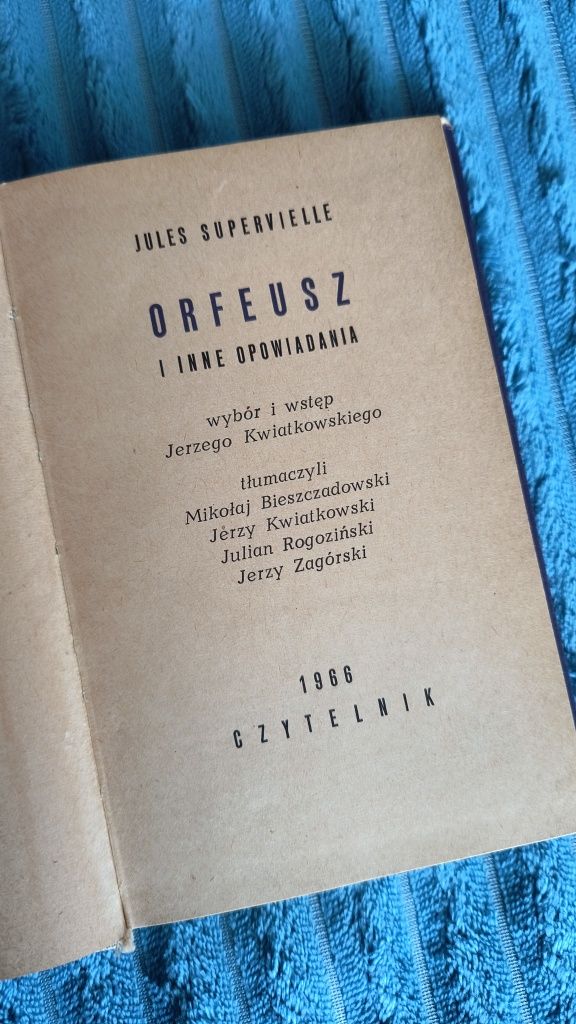 JULES SUPERVIELLE
ORFEUSZ
I INNE OPOWIADANIA
wybór i wstęp
Jerzego Kwiatkowskiego
tłumaczyli
Mikołaj Bieszczadowski
Jerzy Kwiatkowski
Julian Rogoziński
Jerzy Zagórski
1966
CZYTELNIK